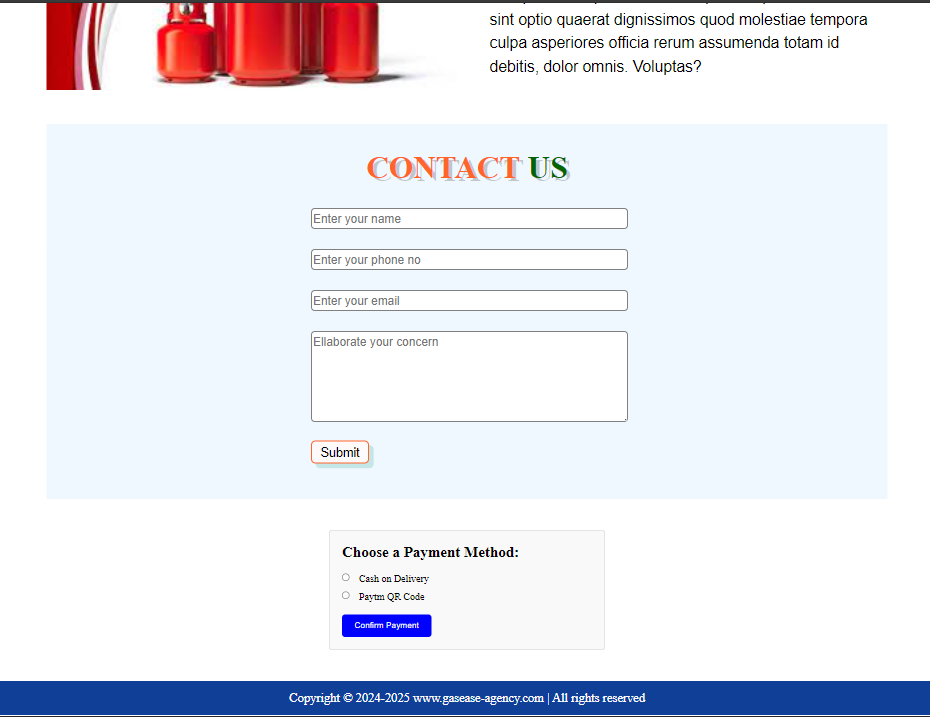 sint optio quaerat dignissimos quod molestiae tempora
culpa asperiores officia rerum assumenda totam id
debitis, dolor omnis. Voluptas?
CONTACT US
Enter your name
Enter your phone no
Enter your email
Ellaborate your concern
Submit
Choose a Payment Method:
Cash on Delivery
Paytm QR Code
Confirm Payment
Copyright © 2024-2025 www.gasease-agency.com | All rights reserved